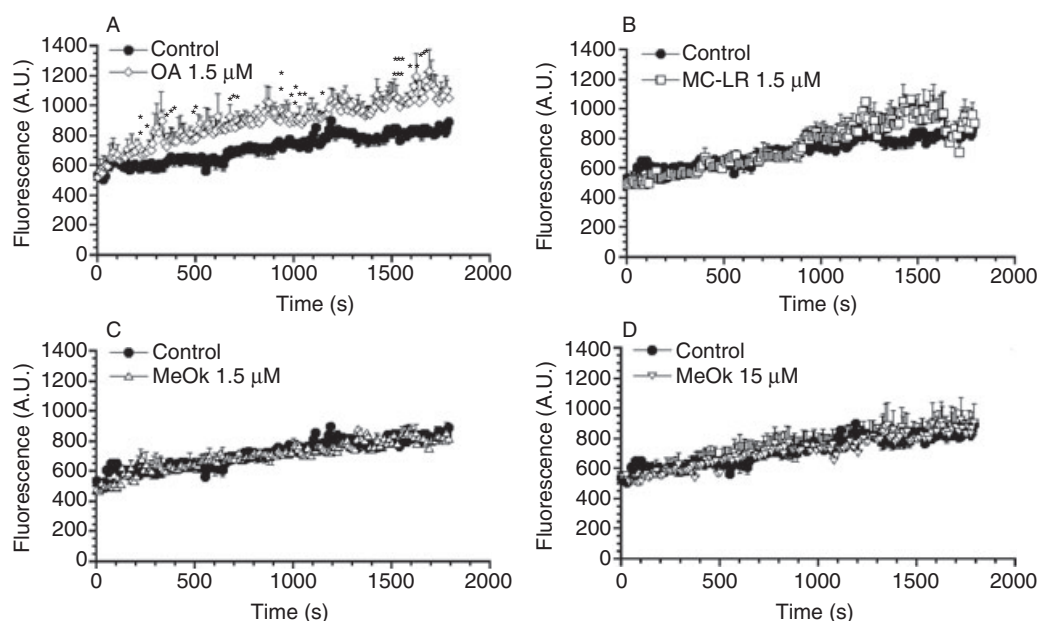 A
Control
OA 1.5 μM
1400
1200
1000
800
600
400
200
0
Fluorescence (A.U.)
0 500 1000 1500 2000
Time (s)
B
Control
MC-LR 1.5 μM
1400
1200
1000
800
600
400
200
0
Fluorescence (A.U.)
0 500 1000 1500 2000
Time (s)
C
Control
MeOk 1.5 μM
1400
1200
1000
800
600
400
200
0
Fluorescence (A.U.)
0 500 1000 1500 2000
Time (s)
D
Control
MeOk 15 μM
1400
1200
1000
800
600
400
200
0
Fluorescence (A.U.)
0 500 1000 1500 2000
Time (s)